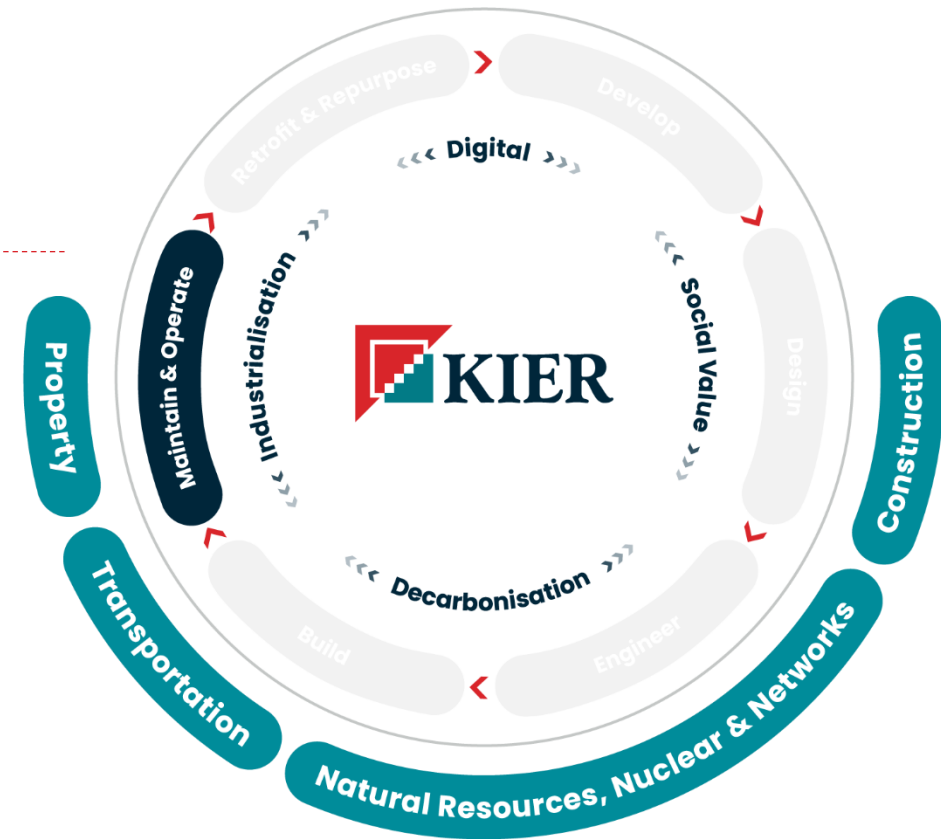 Retrofit & Repurpose
Develop
Digital
Maintain & Operate
Industrialisation
Social Value
Design
Property
KIER
Construction
Decarbonisation
Build
Engineer
Transportation
Natural Resources, Nuclear & Networks